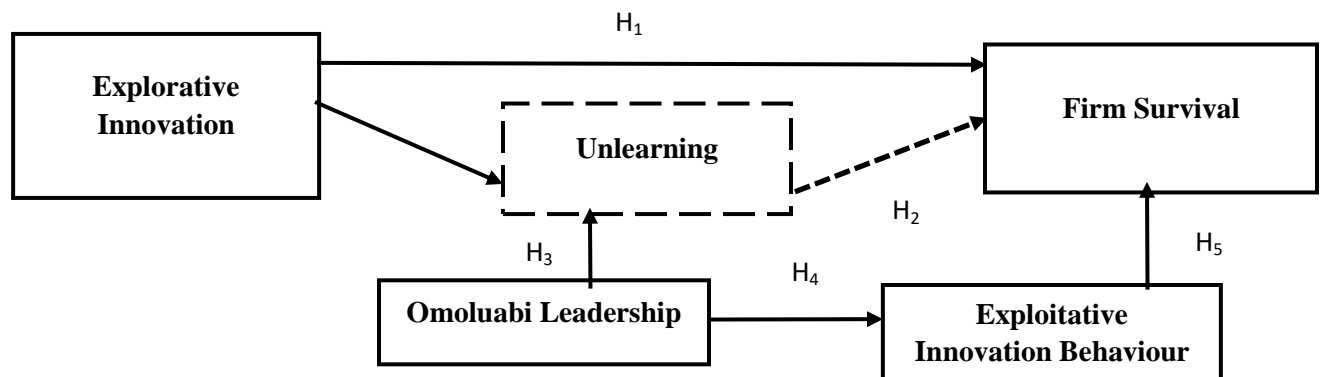 H₁
Explorative
Innovation
Firm Survival
Unlearning
H₂
H₃
H₅
H₄
Omoluabi Leadership
Exploitative
Innovation Behaviour